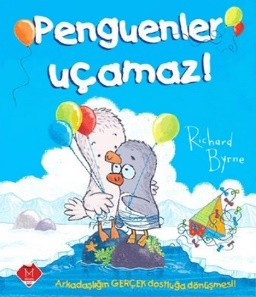 Penguenler
uçamaz!
Richard
Byrne
M
Arkadaşlığın GERÇEK dostluğa dönüşmesi!